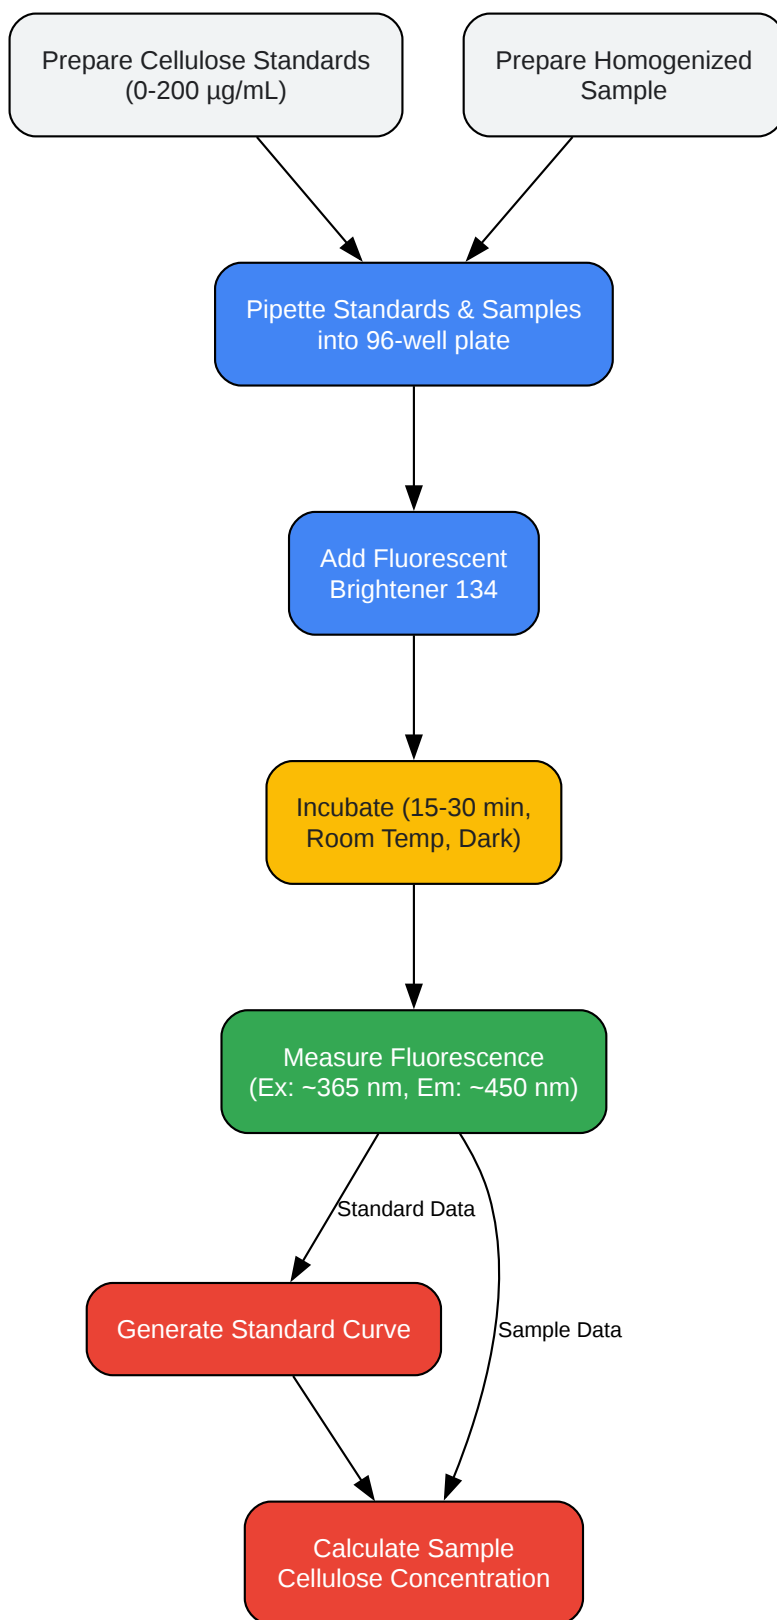 Prepare Cellulose Standards
(0-200 µg/mL)
Prepare Homogenized
Sample
Pipette Standards & Samples
into 96-well plate
Add Fluorescent
Brightener 134
Incubate (15-30 min,
Room Temp, Dark)
Measure Fluorescence
(Ex: ~365 nm, Em: ~450 nm)
Standard Data
Generate Standard Curve
Sample Data
Calculate Sample
Cellulose Concentration